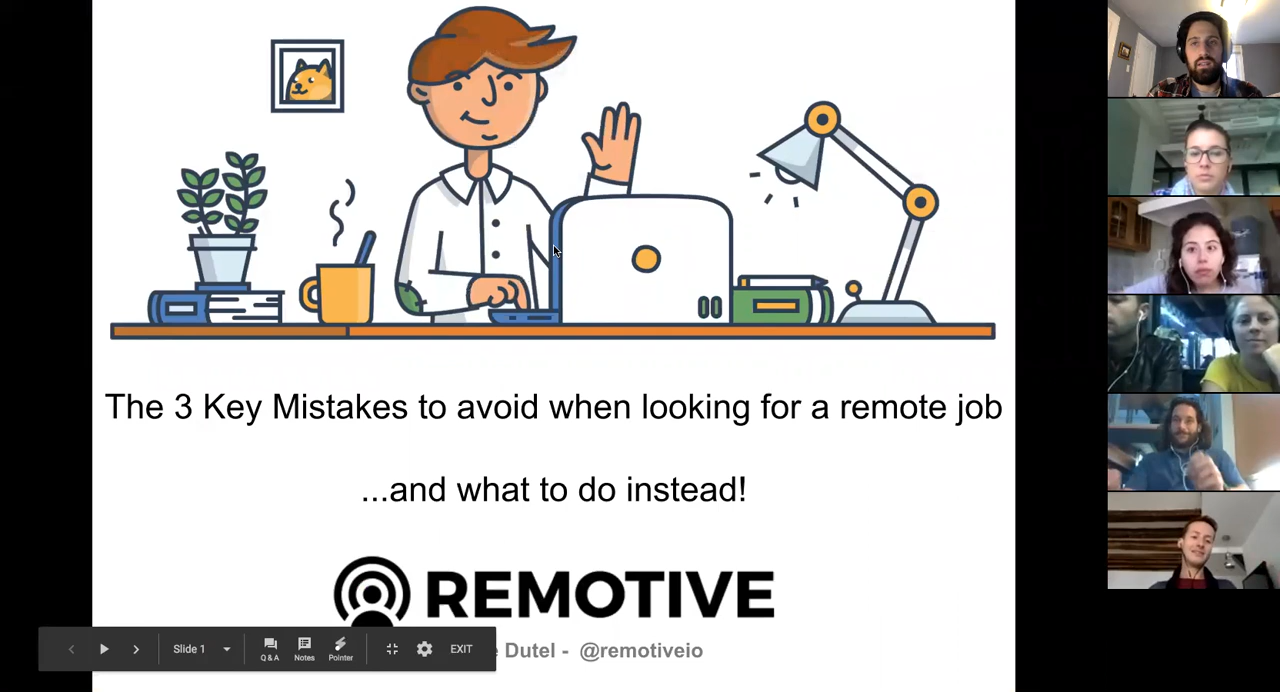 The 3 Key Mistakes to avoid when looking for a remote job
...and what to do instead!
REMOTIVE
Dutel - @remotiveio
Slide 1
Q & A
Notes
Pointer
EXIT